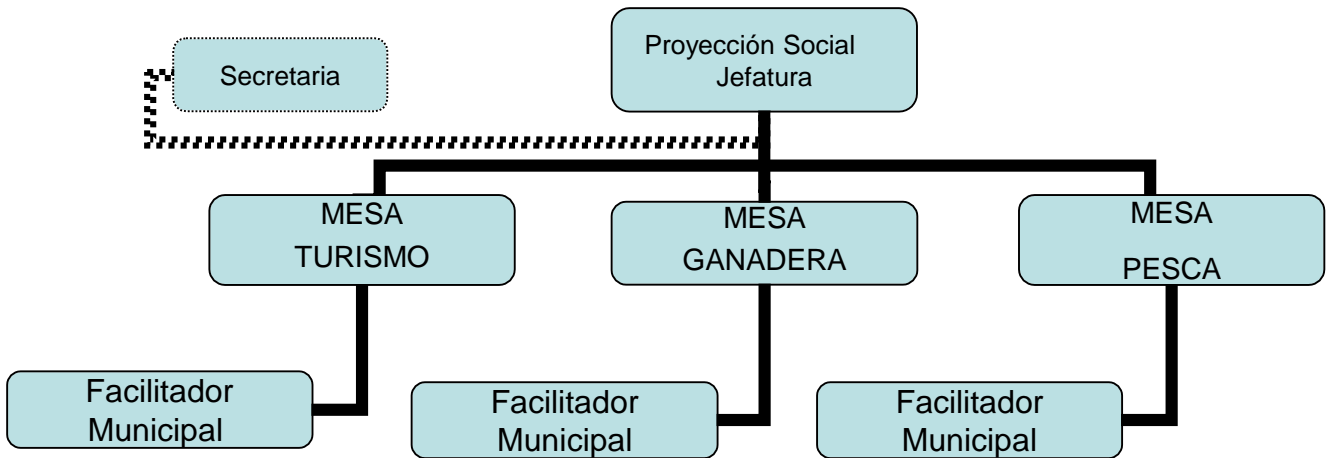 Proyección Social
Jefatura
Secretaria
MESA
TURISMO
MESA
GANADERA
MESA
PESCA
Facilitador
Municipal
Facilitador
Municipal
Facilitador
Municipal